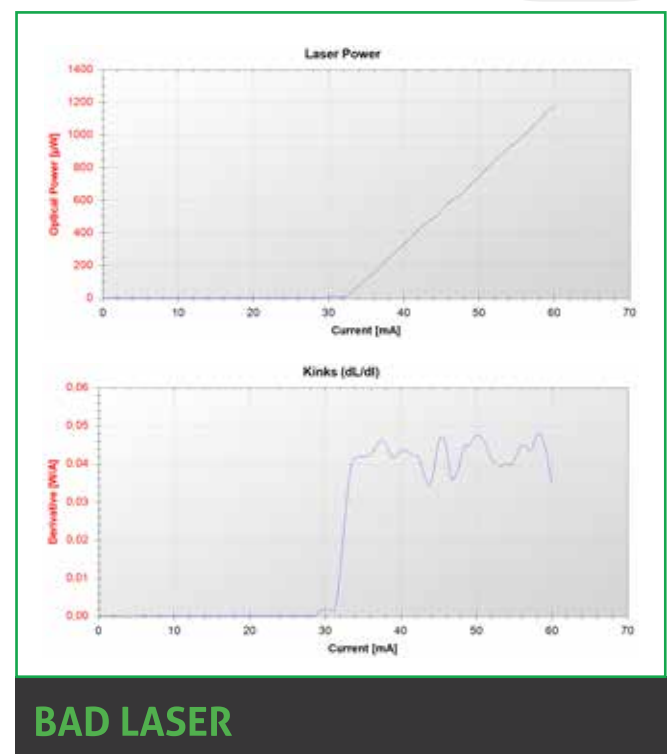 Laser Power
1400
1200
1000
800
600
400
200
0
Optical Power [µW]
0 10 20 30 40 50 60 70
Current [mA]
Kinks (dL/dI)
0.06
0.05
0.04
0.03
0.02
0.01
0.00
Derivative [W/A]
0 10 20 30 40 50 60 70
Current [mA]
BAD LASER